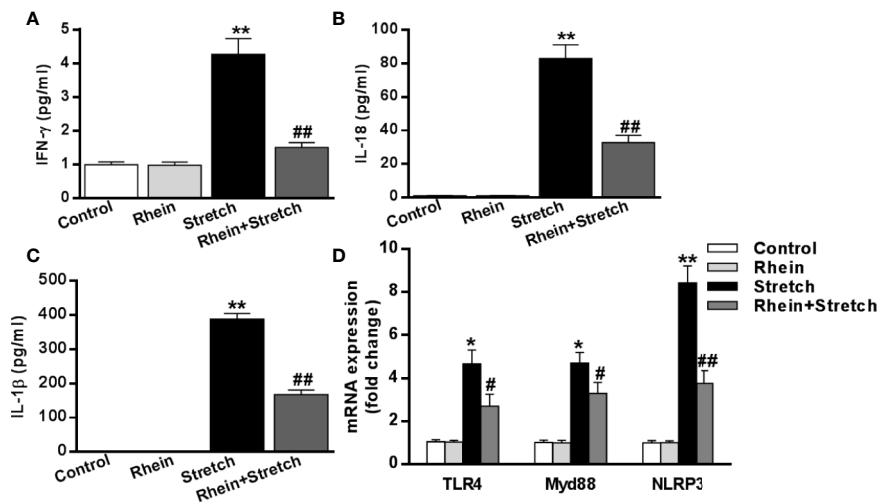 A
IFN-γ (pg/ml)
5
4
3
2
1
0
**
##
Control
Rhein
Stretch
Rhein+Stretch
B
IL-18 (pg/ml)
100
80
60
40
20
0
**
##
Control
Rhein
Stretch
Rhein+Stretch
C
IL-1β (pg/ml)
500
400
300
200
100
0
**
##
Control
Rhein
Stretch
Rhein+Stretch
D
mRNA expression
(fold change)
10
8
6
4
2
0
*
#
*
#
**
##
TLR4
Myd88
NLRP3
Control
Rhein
Stretch
Rhein+Stretch